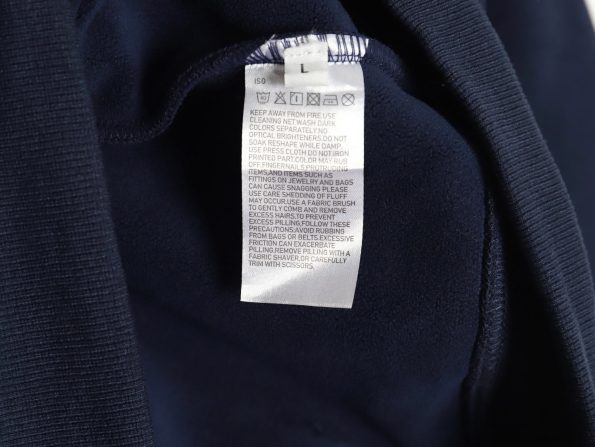 L
ISO
KEEP AWAY FROM FIRE.USE
CLEANING NET.WASH DARK
COLORS SEPARATELY.NO
OPTICAL BRIGHTENERS.DO NOT
SOAK RESHAPE WHILE DAMP.
USE PRESS CLOTH DO NOT IRON
PRINTED PART.COLOR MAY RUB
OFF.FINGERNAILS,PROTRUDING
ITEMS,AND ITEMS SUCH AS
FITTINGS ON JEWELRY AND BAGS
CAN CAUSE SNAGGING PLEASE
USE CARE SHEDDING OF FLUFF
MAY OCCUR.USE A FABRIC BRUSH
TO GENTLY COMB AND REMOVE
EXCESS HAIRS.TO PREVENT
EXCESS PILLING,FOLLOW THESE
PRECAUTIONS:AVOID RUBBING
FROM BAGS OR BELTS.EXCESSIVE
FRICTION CAN EXACERBATE
PILLING.REMOVE PILLING WITH A
FABRIC SHAVER,OR CAREFULLY
TRIM WITH SCISSORS.